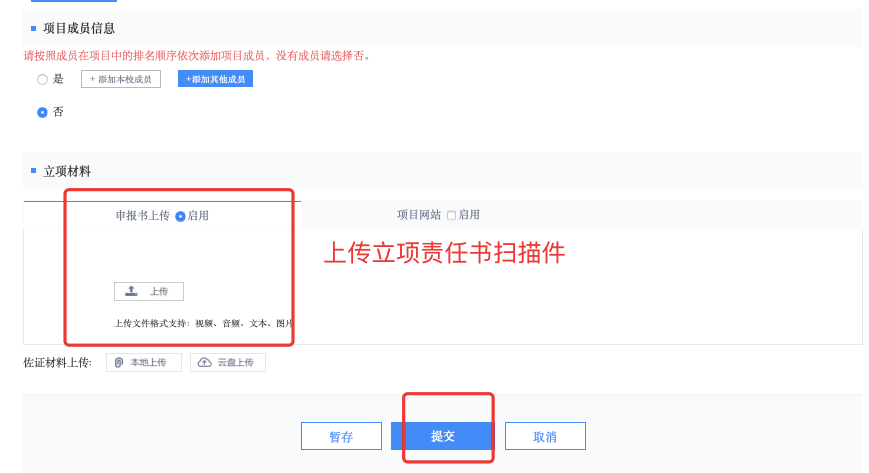 项目成员信息
请按照成员在项目中的排名顺序依次添加项目成员，没有成员请选择否。
是 + 添加本校成员 +添加其他成员
否
立项材料
申报书上传 启用 项目网站 启用
上传立项责任书扫描件
上传
上传文件格式支持：视频、音频、文本、图片
佐证材料上传: 本地上传 云盘上传
暂存 提交 取消